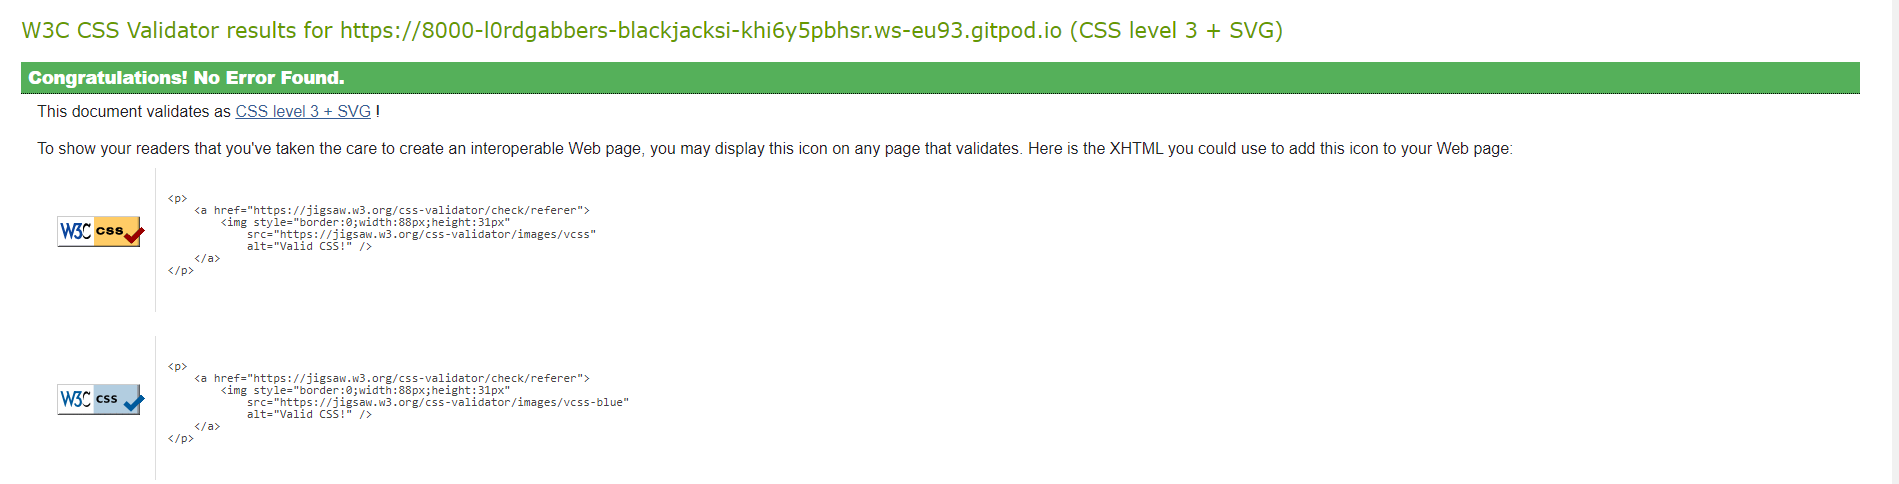 W3C CSS Validator results for https://8000-l0rdgabbers-blackjacksi-khi6y5pbhsr.ws-eu93.gitpod.io (CSS level 3 + SVG)
Congratulations! No Error Found.
This document validates as CSS level 3 + SVG !
To show your readers that you've taken the care to create an interoperable Web page, you may display this icon on any page that validates. Here is the XHTML you could use to add this icon to your Web page:
W3C css
<p>
    <a href="https://jigsaw.w3.org/css-validator/check/referer">
        <img style="border:0;width:88px;height:31px"
            src="https://jigsaw.w3.org/css-validator/images/vcss"
            alt="Valid CSS!" />
    </a>
</p>
W3C css
<p>
    <a href="https://jigsaw.w3.org/css-validator/check/referer">
        <img style="border:0;width:88px;height:31px"
            src="https://jigsaw.w3.org/css-validator/images/vcss-blue"
            alt="Valid CSS!" />
    </a>
</p>